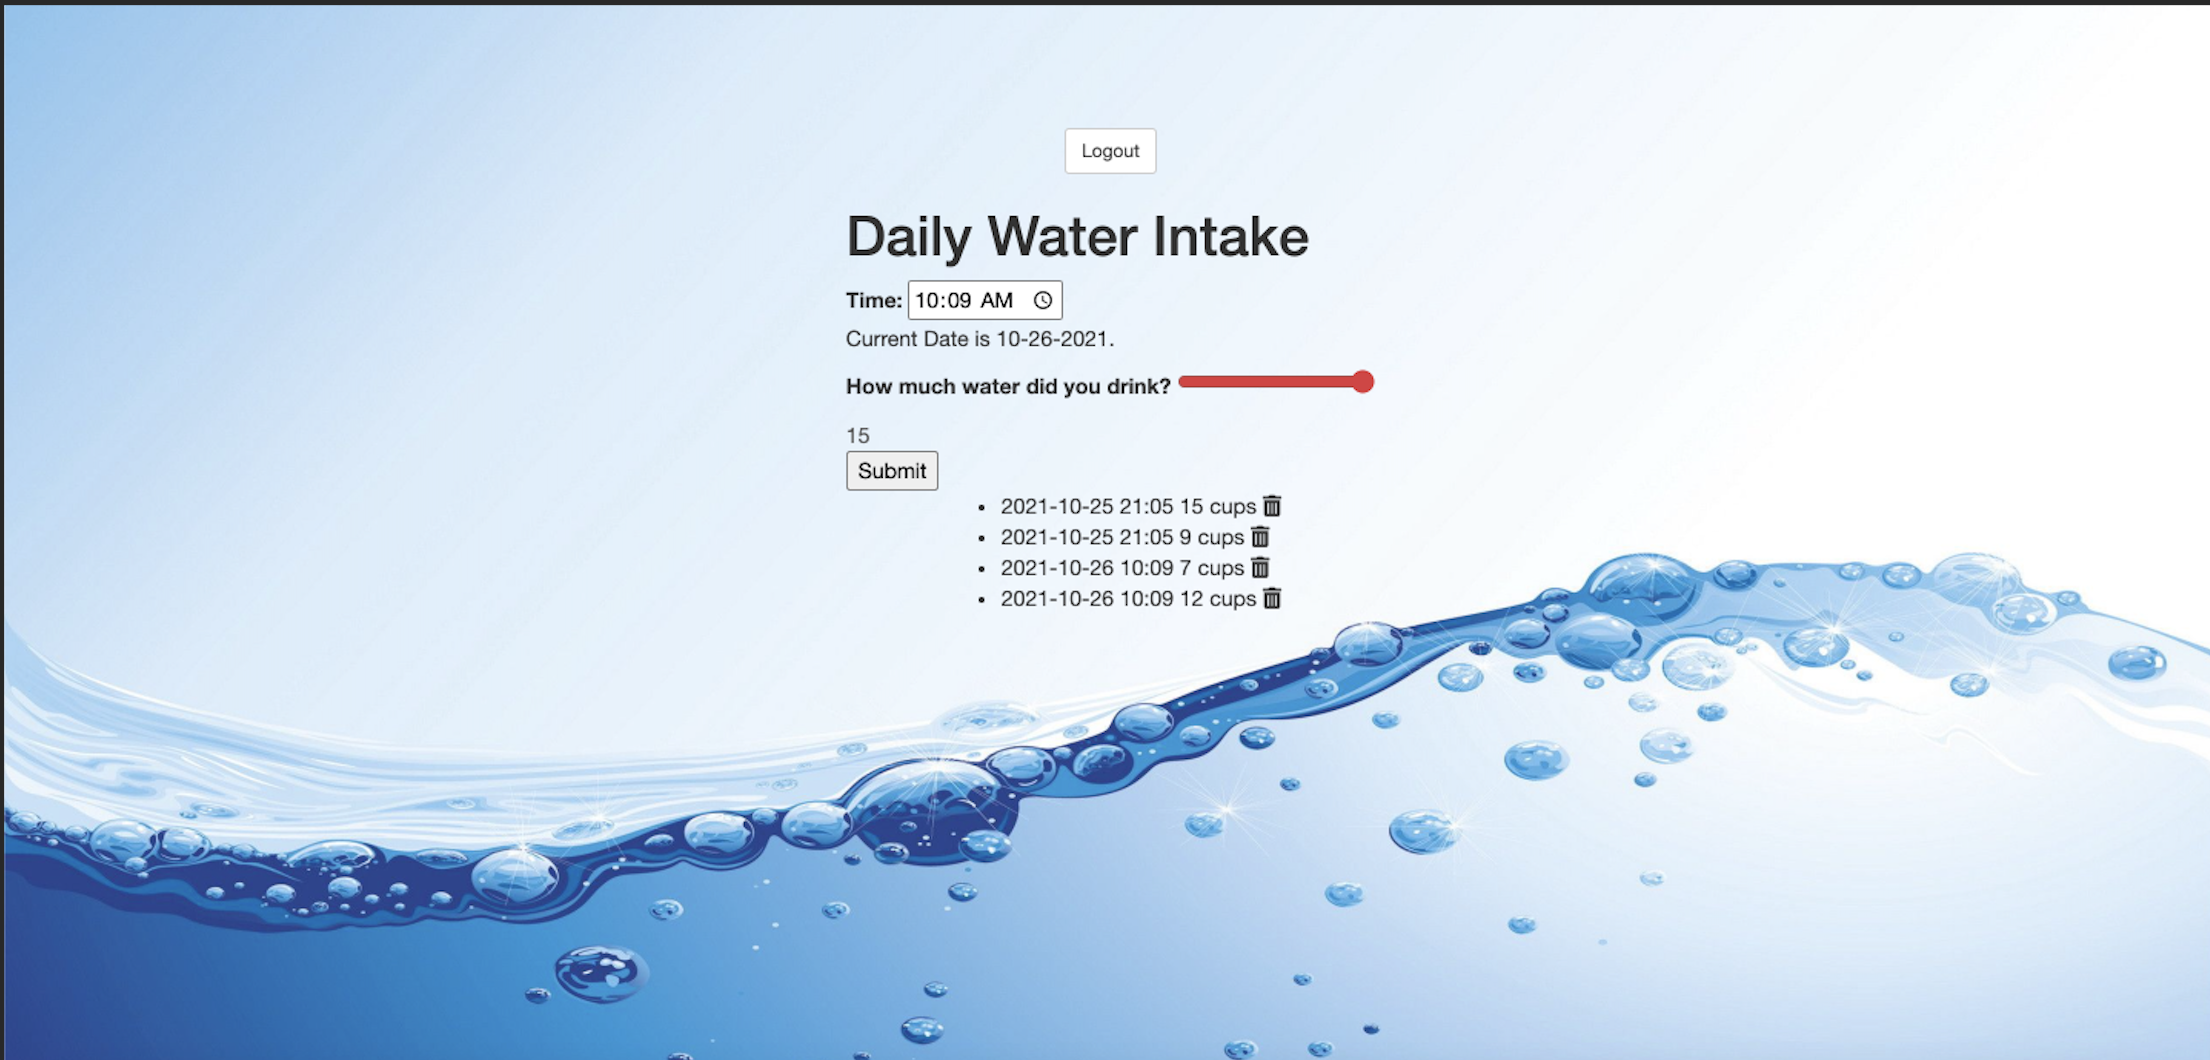 Logout
Daily Water Intake
Time: 10:09 AM
Current Date is 10-26-2021.
How much water did you drink?
15
Submit
2021-10-25 21:05 15 cups
2021-10-25 21:05 9 cups
2021-10-26 10:09 7 cups
2021-10-26 10:09 12 cups